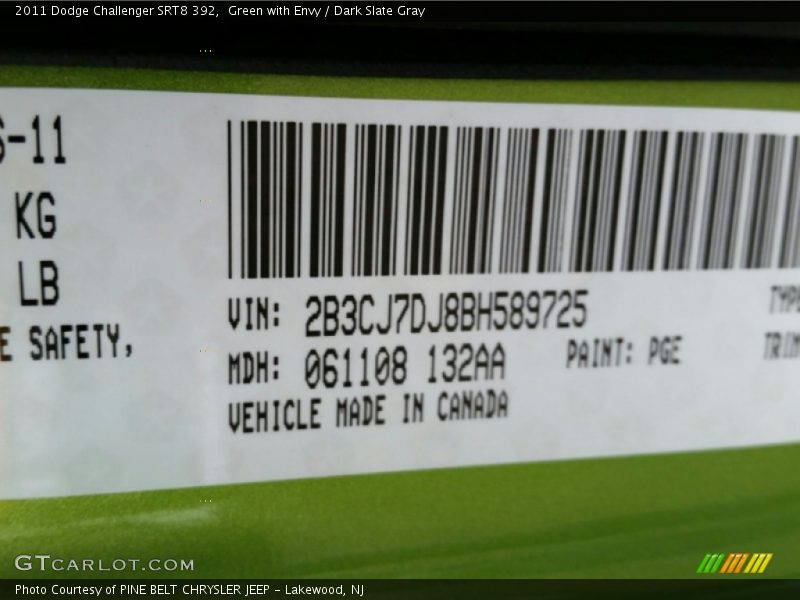 2011 Dodge Challenger SRT8 392,  Green with Envy / Dark Slate Gray
-11
KG
LB
SAFETY,
VIN: 2B3CJ7DJ8BH589725
MDH: 061108 132AA
PAINT: PGE
VEHICLE MADE IN CANADA
GTCARLOT.COM
Photo Courtesy of PINE BELT CHRYSLER JEEP - Lakewood, NJ